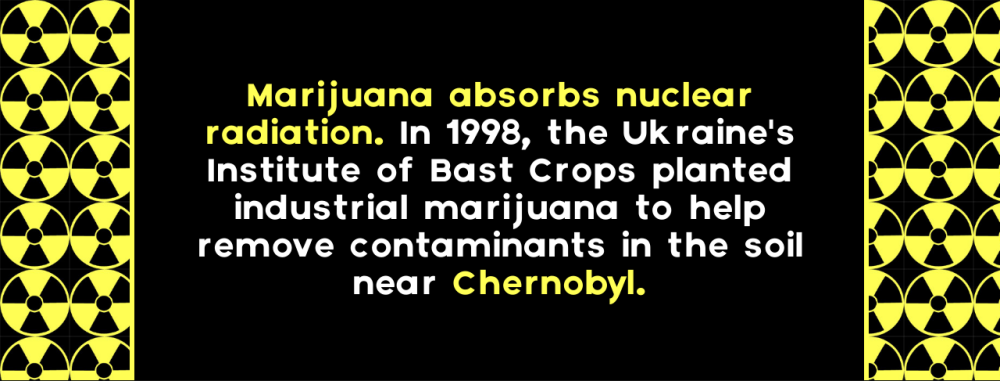 Marijuana absorbs nuclear
radiation. In 1998, the Ukraine's
Institute of Bast Crops planted
industrial marijuana to help
remove contaminants in the soil
near Chernobyl.